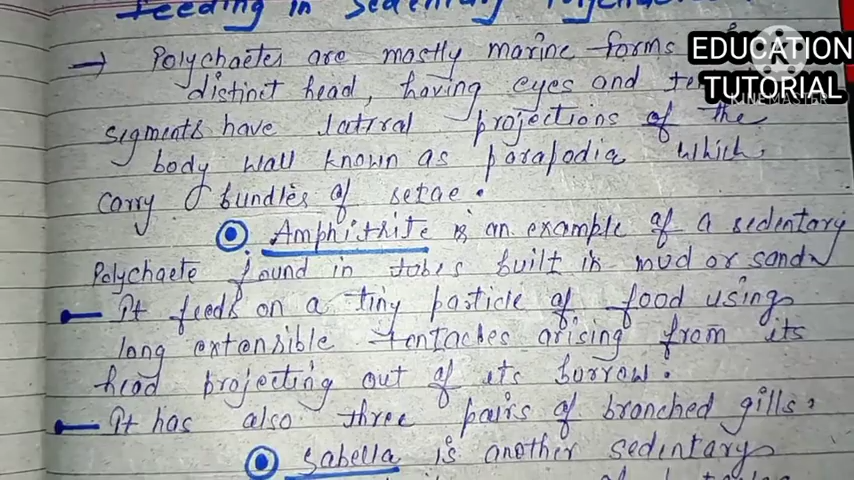 Feeding in Sedentary
→ Polychaetes are mostly marine forms
distinct head, having eyes and
segments have latiral projections of the
body wall known as parapodia which,
carry bundles of setae.
Amphitrite is an example of a sedentary
Polychaete found in tubes built in mud or sand
It feeds on a tiny particle of food using
long extensible tentacles arising from its
head projecting out of its burrow.
It has also three pairs of branched gills.
Sabella is another sedentary
EDUCATION
TUTORIAL
KINEMASTER